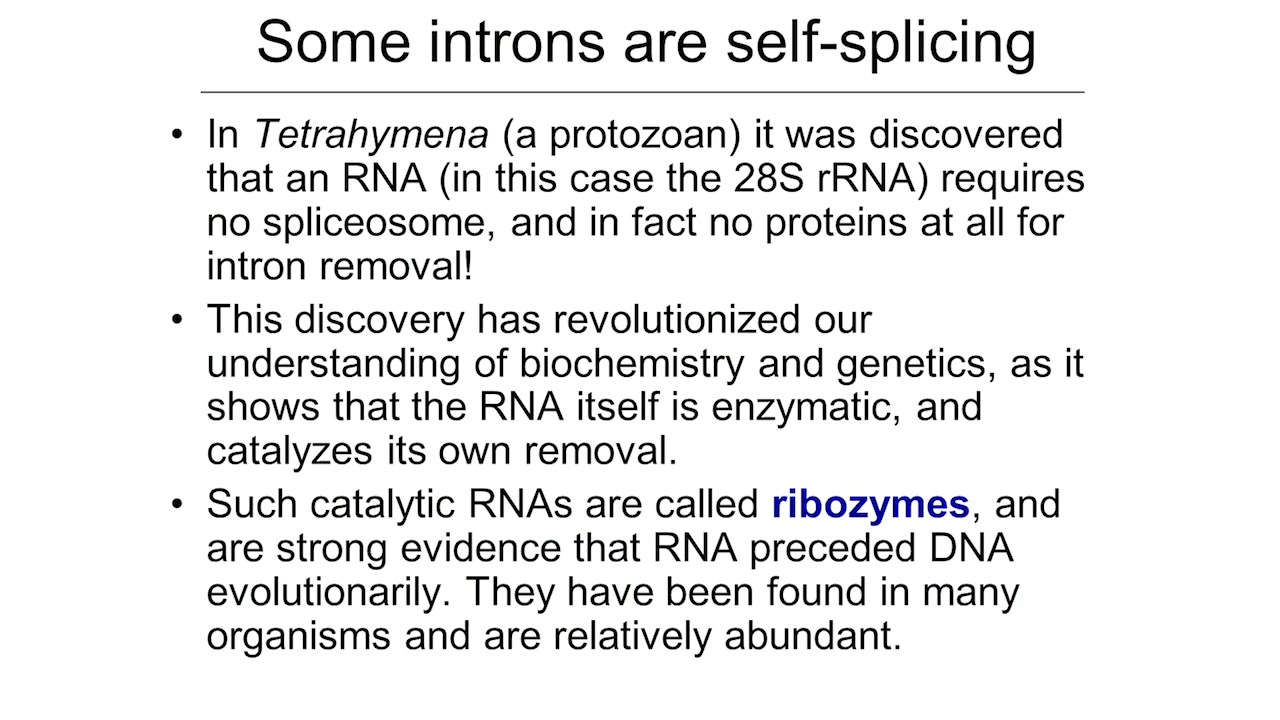 Some introns are self-splicing
• In Tetrahymena (a protozoan) it was discovered
that an RNA (in this case the 28S rRNA) requires
no spliceosome, and in fact no proteins at all for
intron removal!
• This discovery has revolutionized our
understanding of biochemistry and genetics, as it
shows that the RNA itself is enzymatic, and
catalyzes its own removal.
• Such catalytic RNAs are called ribozymes, and
are strong evidence that RNA preceded DNA
evolutionarily. They have been found in many
organisms and are relatively abundant.